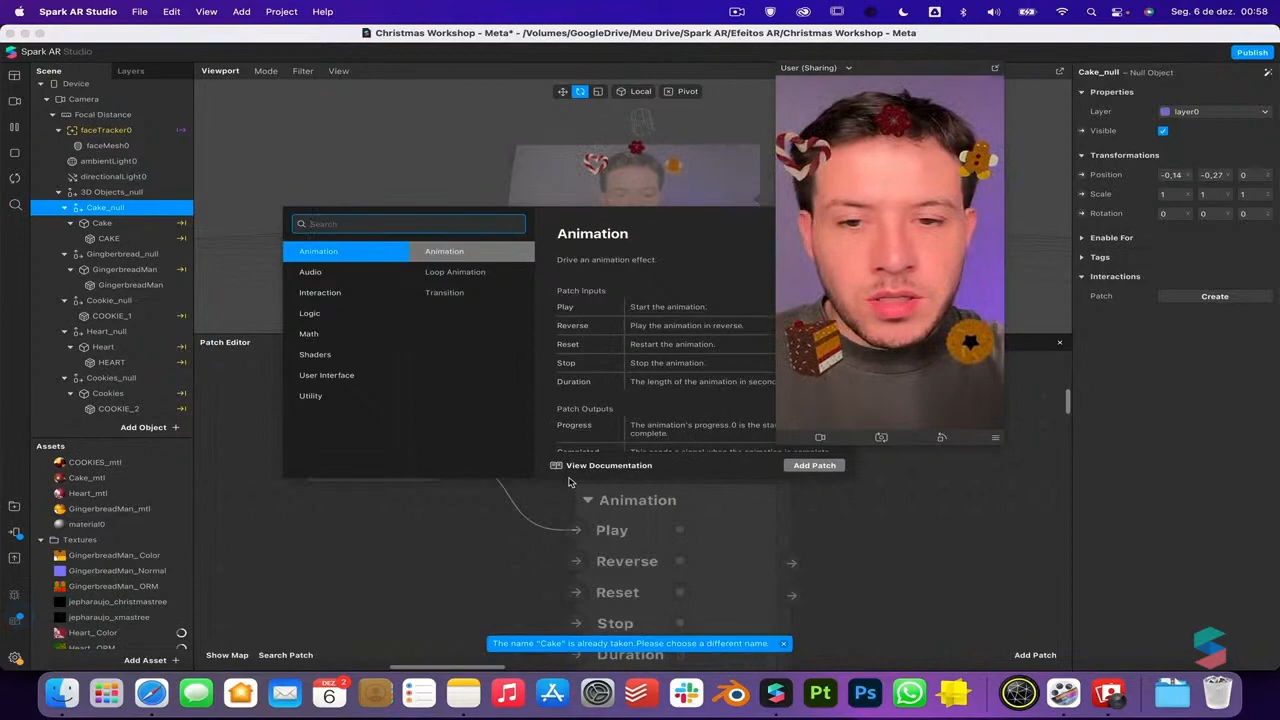 Spark AR Studio File Edit View Add Project Help Seg. 6 de dez. 00:58
Christmas Workshop - Meta* - /Volumes/GoogleDrive/Meu Drive/Spark AR/Efeitos AR/Christmas Workshop - Meta
Spark AR Studio
Publish
Scene Layers
Device
Camera
Focal Distance
faceTracker0
faceMesh0
ambientLight0
directionalLight0
3D Objects_null
Cake_null
Cake
CAKE
Gingberbread_null
GingerbreadMan
GingerbreadMan
Cookie_null
COOKIE_1
Heart_null
Heart
HEART
Cookies_null
Cookies
COOKIE_2
Add Object +
Assets
COOKIES_mtl
Cake_mtl
Heart_mtl
GingerbreadMan_mtl
material0
Textures
GingerbreadMan_Color
GingerbreadMan_Normal
GingerbreadMan_ORM
jepharaujo_christmastree
jepharaujo_xmastree
Heart_Color
Heart_ORM
Add Asset +
Viewport Mode Filter View
Local Pivot
User (Sharing)
Search
Animation
Audio
Interaction
Logic
Math
Shaders
User Interface
Utility
Animation
Loop Animation
Transition
Animation
Drive an animation effect.
Patch Inputs
Play Start the animation.
Reverse Play the animation in reverse.
Reset Restart the animation.
Stop Stop the animation.
Duration The length of the animation in second
Patch Outputs
Progress The animation's progress.0 is the sta
complete.
View Documentation
Add Patch
Patch Editor
Animation
Play
Reverse
Reset
Stop
Duration
The name "Cake" is already taken.Please choose a different name.
Show Map Search Patch
Add Patch
Cake_null - Null Object
Properties
Layer layer0
Visible
Transformations
Position -0,14 -0,27 0
Scale 1 1 1
Rotation 0 0 0
Enable For
Tags
Interactions
Patch Create
DEZ. 2
6
Pt
Ps